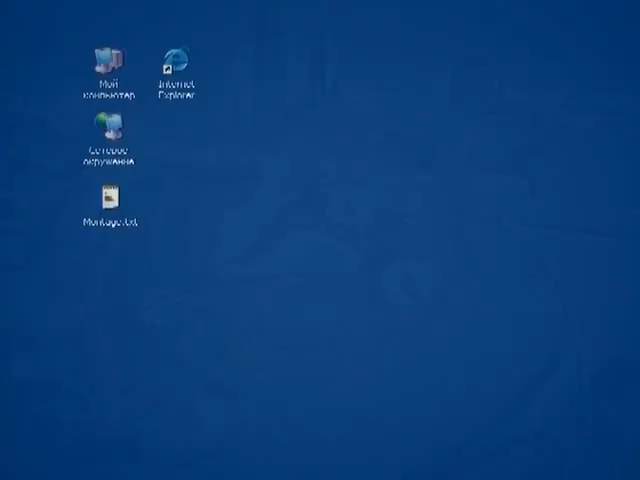 Мой
компьютер
Internet
Explorer
Сетевое
окружение
Montage.txt